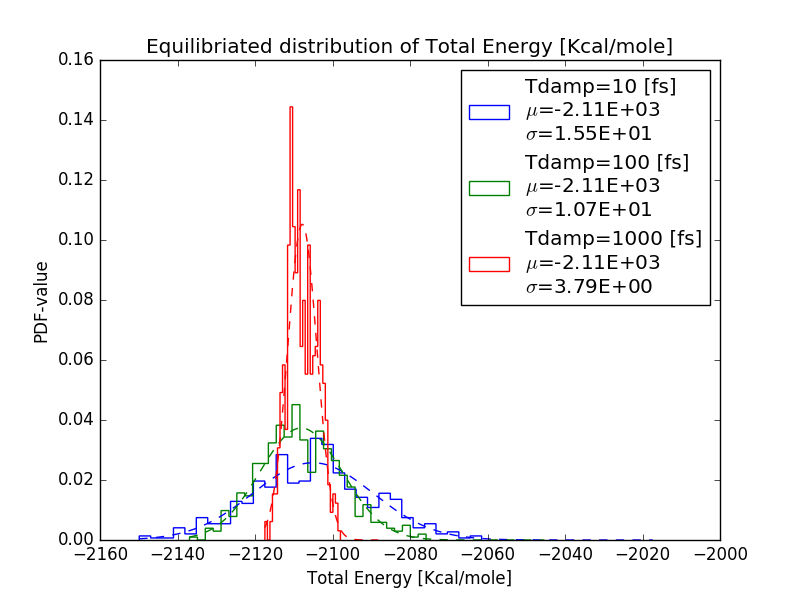 Equilibriated distribution of Total Energy [Kcal/mole]
0.16
0.14
0.12
0.10
0.08
0.06
0.04
0.02
0.00
PDF-value
Tdamp=10 [fs]
μ=-2.11E+03
σ=1.55E+01
Tdamp=100 [fs]
μ=-2.11E+03
σ=1.07E+01
Tdamp=1000 [fs]
μ=-2.11E+03
σ=3.79E+00
−2160 −2140 −2120 −2100 −2080 −2060 −2040 −2020 −2000
Total Energy [Kcal/mole]